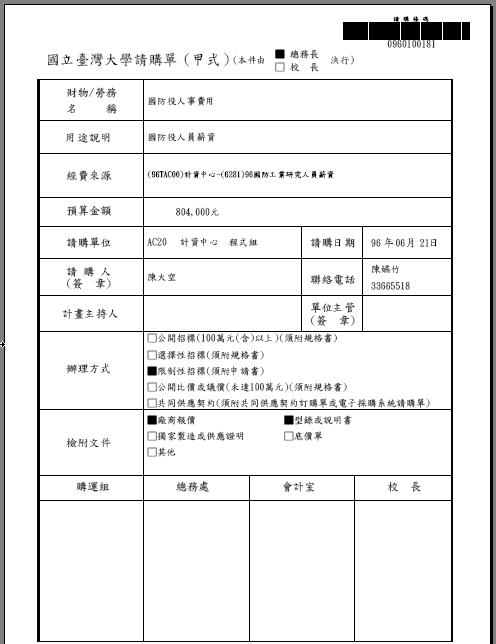 請購條碼
0960100181
國立臺灣大學請購單(甲式)(本件由 ■ 總務長 □ 校 長 決行)
財物/勞務名 稱 國防役人事費用
用途說明 國防役人員薪資
經費來源 (96TAC00)計資中心-(6281)96國防工業研究人員薪資
預算金額 804,000元
請購單位 AC20 計資中心 程式組 請購日期 96 年 06月 21日
請 購 人(簽 章) 陳大空 聯絡電話 陳嬿竹
33665518
計畫主持人 單位主管(簽 章)
辦理方式
□公開招標(100萬元(含)以上)(須附規格書)
□選擇性招標(須附規格書)
■限制性招標(須附申請書)
□公開比價或議價(未達100萬元)(須附規格書)
□共同供應契約(須附共同供應契約訂購單或電子採購系統請購單)
檢附文件
■廠商報價 ■型錄或說明書
□獨家製造或供應證明 □底價單
□其他
購運組 總務處 會計室 校 長